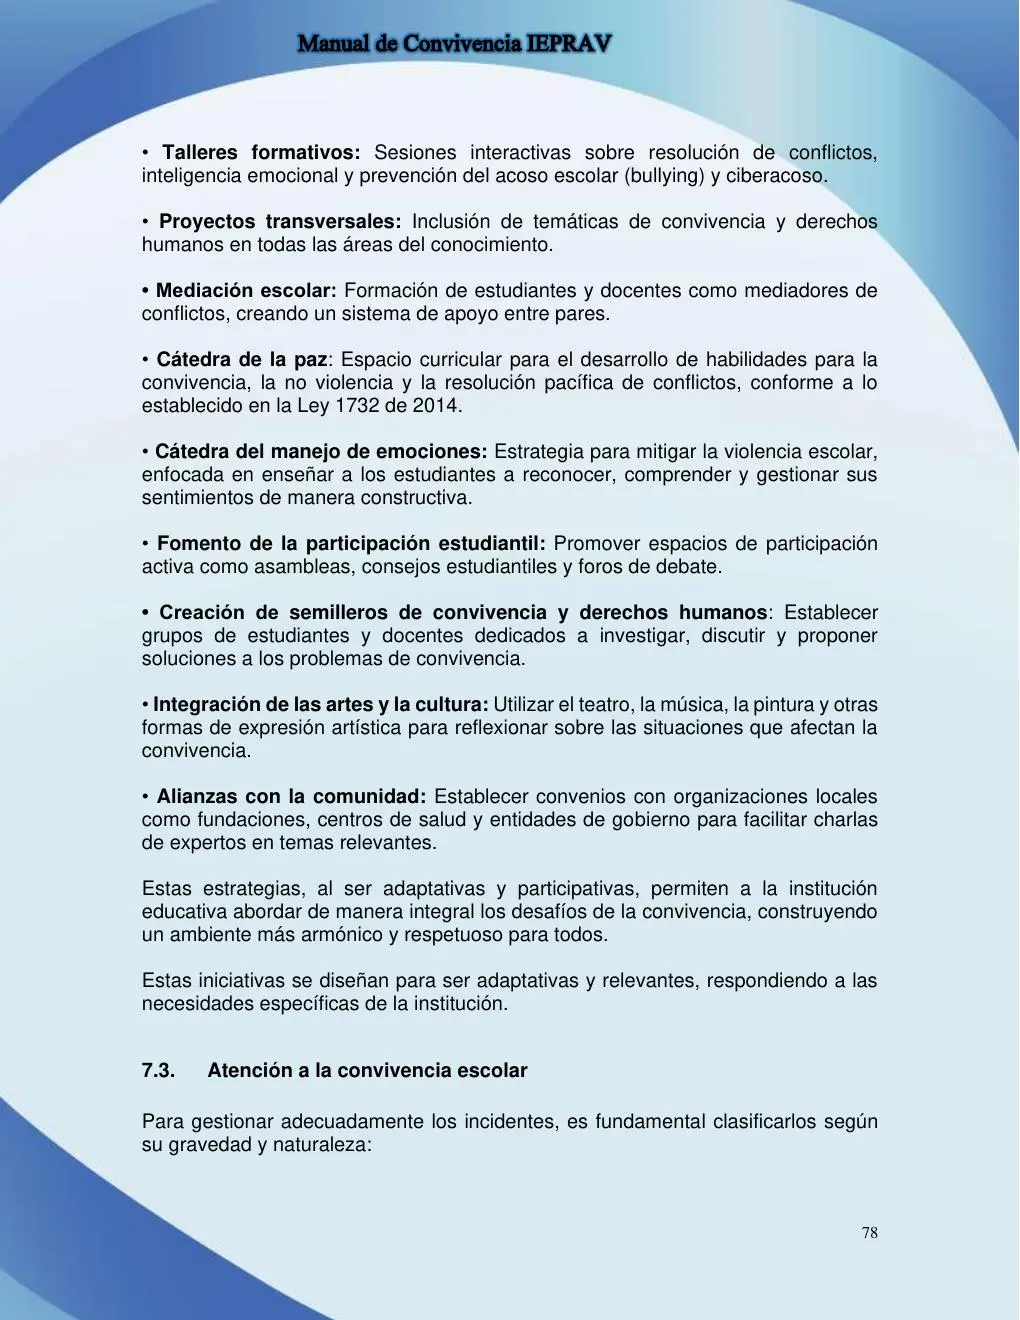 Manual de Convivencia IEPRAV
• Talleres formativos: Sesiones interactivas sobre resolución de conflictos,
inteligencia emocional y prevención del acoso escolar (bullying) y ciberacoso.
• Proyectos transversales: Inclusión de temáticas de convivencia y derechos
humanos en todas las áreas del conocimiento.
• Mediación escolar: Formación de estudiantes y docentes como mediadores de
conflictos, creando un sistema de apoyo entre pares.
• Cátedra de la paz: Espacio curricular para el desarrollo de habilidades para la
convivencia, la no violencia y la resolución pacífica de conflictos, conforme a lo
establecido en la Ley 1732 de 2014.
• Cátedra del manejo de emociones: Estrategia para mitigar la violencia escolar,
enfocada en enseñar a los estudiantes a reconocer, comprender y gestionar sus
sentimientos de manera constructiva.
• Fomento de la participación estudiantil: Promover espacios de participación
activa como asambleas, consejos estudiantiles y foros de debate.
• Creación de semilleros de convivencia y derechos humanos: Establecer
grupos de estudiantes y docentes dedicados a investigar, discutir y proponer
soluciones a los problemas de convivencia.
• Integración de las artes y la cultura: Utilizar el teatro, la música, la pintura y otras
formas de expresión artística para reflexionar sobre las situaciones que afectan la
convivencia.
• Alianzas con la comunidad: Establecer convenios con organizaciones locales
como fundaciones, centros de salud y entidades de gobierno para facilitar charlas
de expertos en temas relevantes.
Estas estrategias, al ser adaptativas y participativas, permiten a la institución
educativa abordar de manera integral los desafíos de la convivencia, construyendo
un ambiente más armónico y respetuoso para todos.
Estas iniciativas se diseñan para ser adaptativas y relevantes, respondiendo a las
necesidades específicas de la institución.
7.3. Atención a la convivencia escolar
Para gestionar adecuadamente los incidentes, es fundamental clasificarlos según
su gravedad y naturaleza:
78